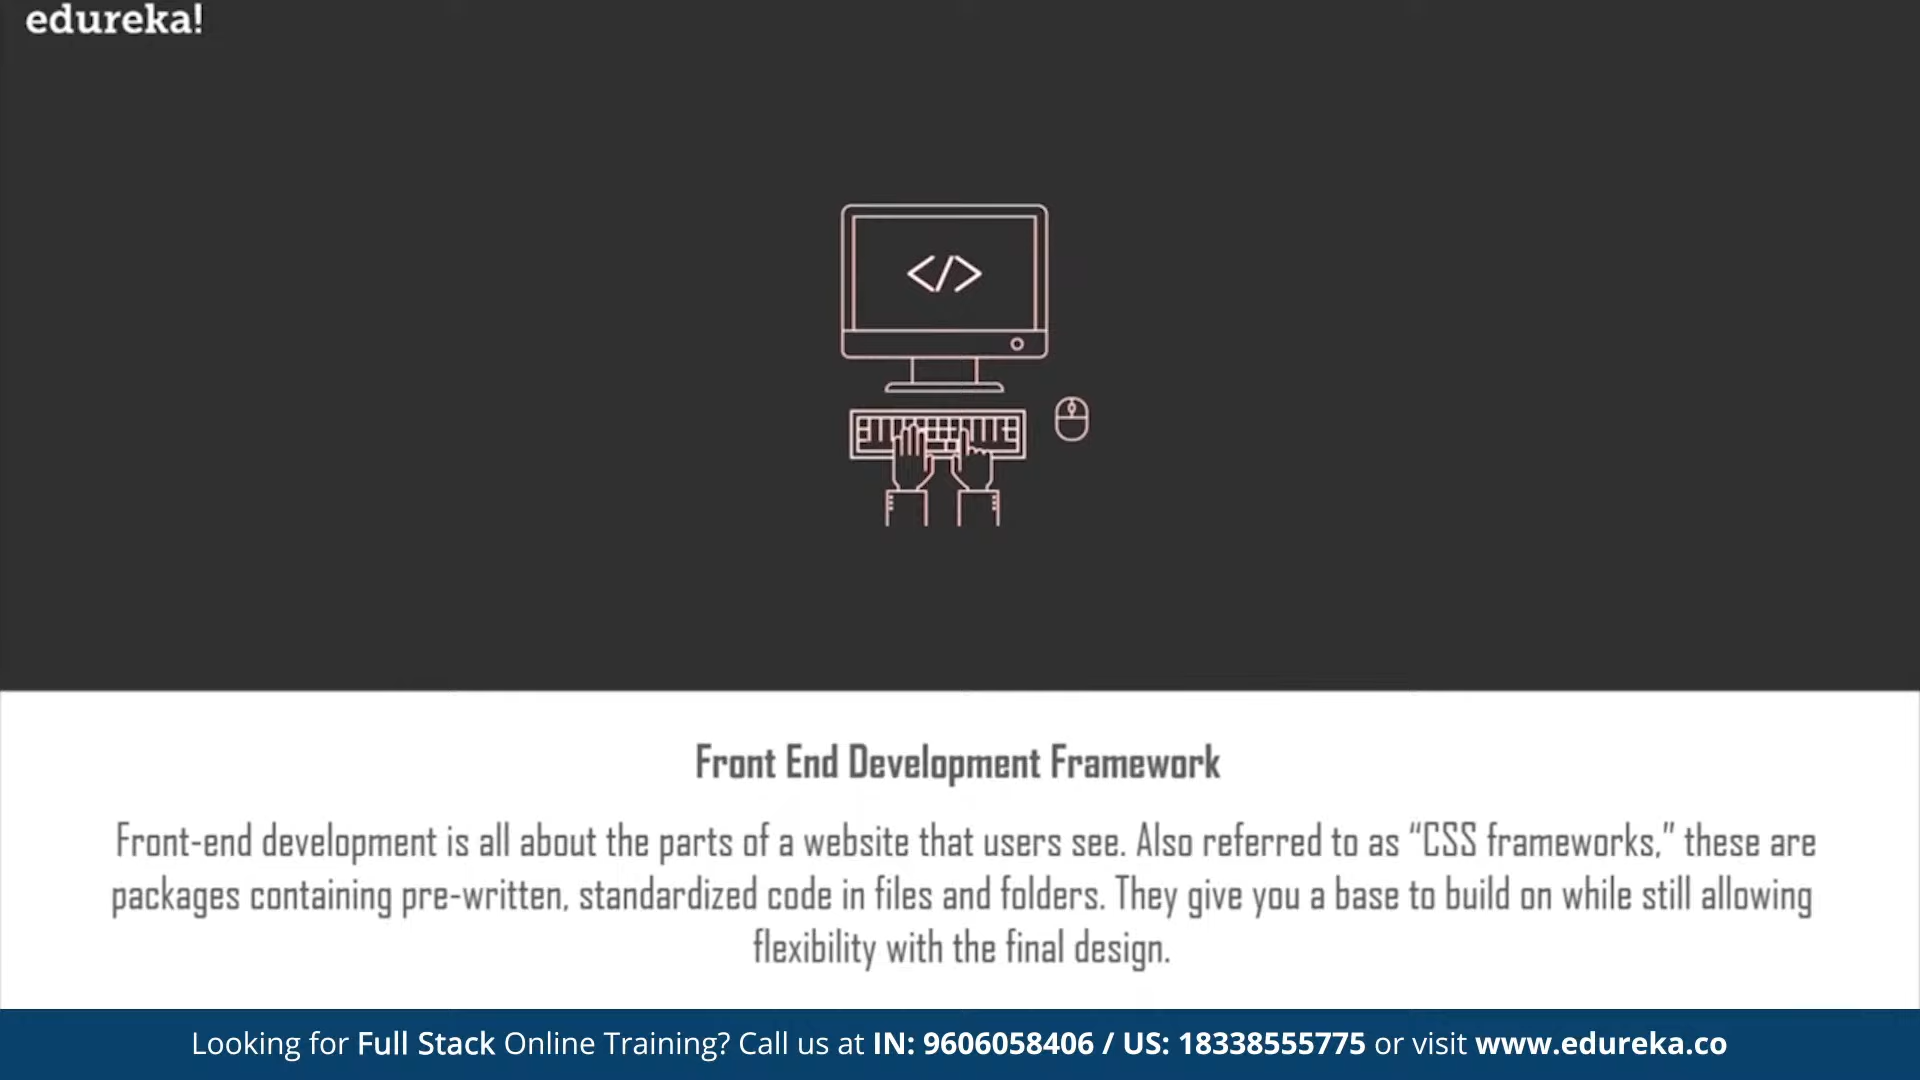 edureka!
</>
Front End Development Framework
Front-end development is all about the parts of a website that users see. Also referred to as “CSS frameworks,” these are
packages containing pre-written, standardized code in files and folders. They give you a base to build on while still allowing
flexibility with the final design.
Looking for Full Stack Online Training? Call us at IN: 9606058406 / US: 18338555775 or visit www.edureka.co